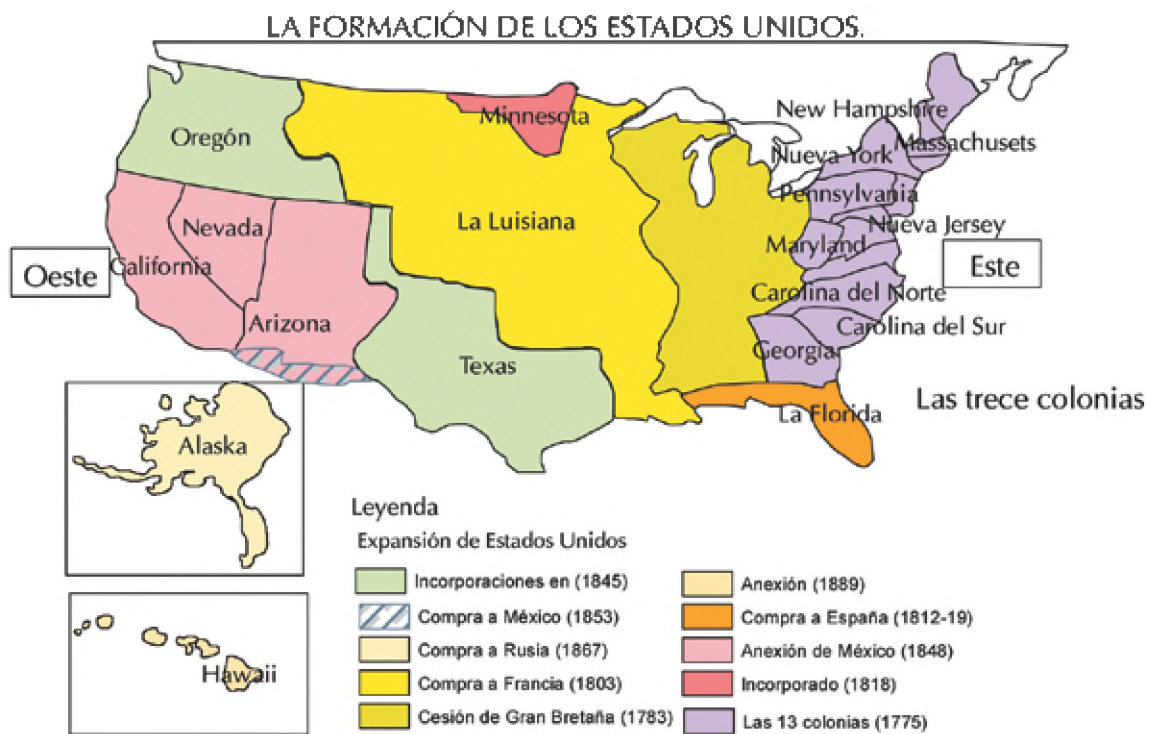 LA FORMACIÓN DE LOS ESTADOS UNIDOS.
New Hampshire
Minnesota
Oregón
Massachusets
Nueva York
Pennsylvania
La Luisiana
Nevada
Nueva Jersey
Maryland
Oeste
California
Este
Carolina del Norte
Arizona
Carolina del Sur
Georgia
Texas
Las trece colonias
La Florida
Alaska
Leyenda
Expansión de Estados Unidos
Incorporaciones en (1845)
Compra a México (1853)
Compra a Rusia (1867)
Compra a Francia (1803)
Cesión de Gran Bretaña (1783)
Anexión (1889)
Compra a España (1812-19)
Anexión de México (1848)
Incorporado (1818)
Las 13 colonias (1775)
Hawaii